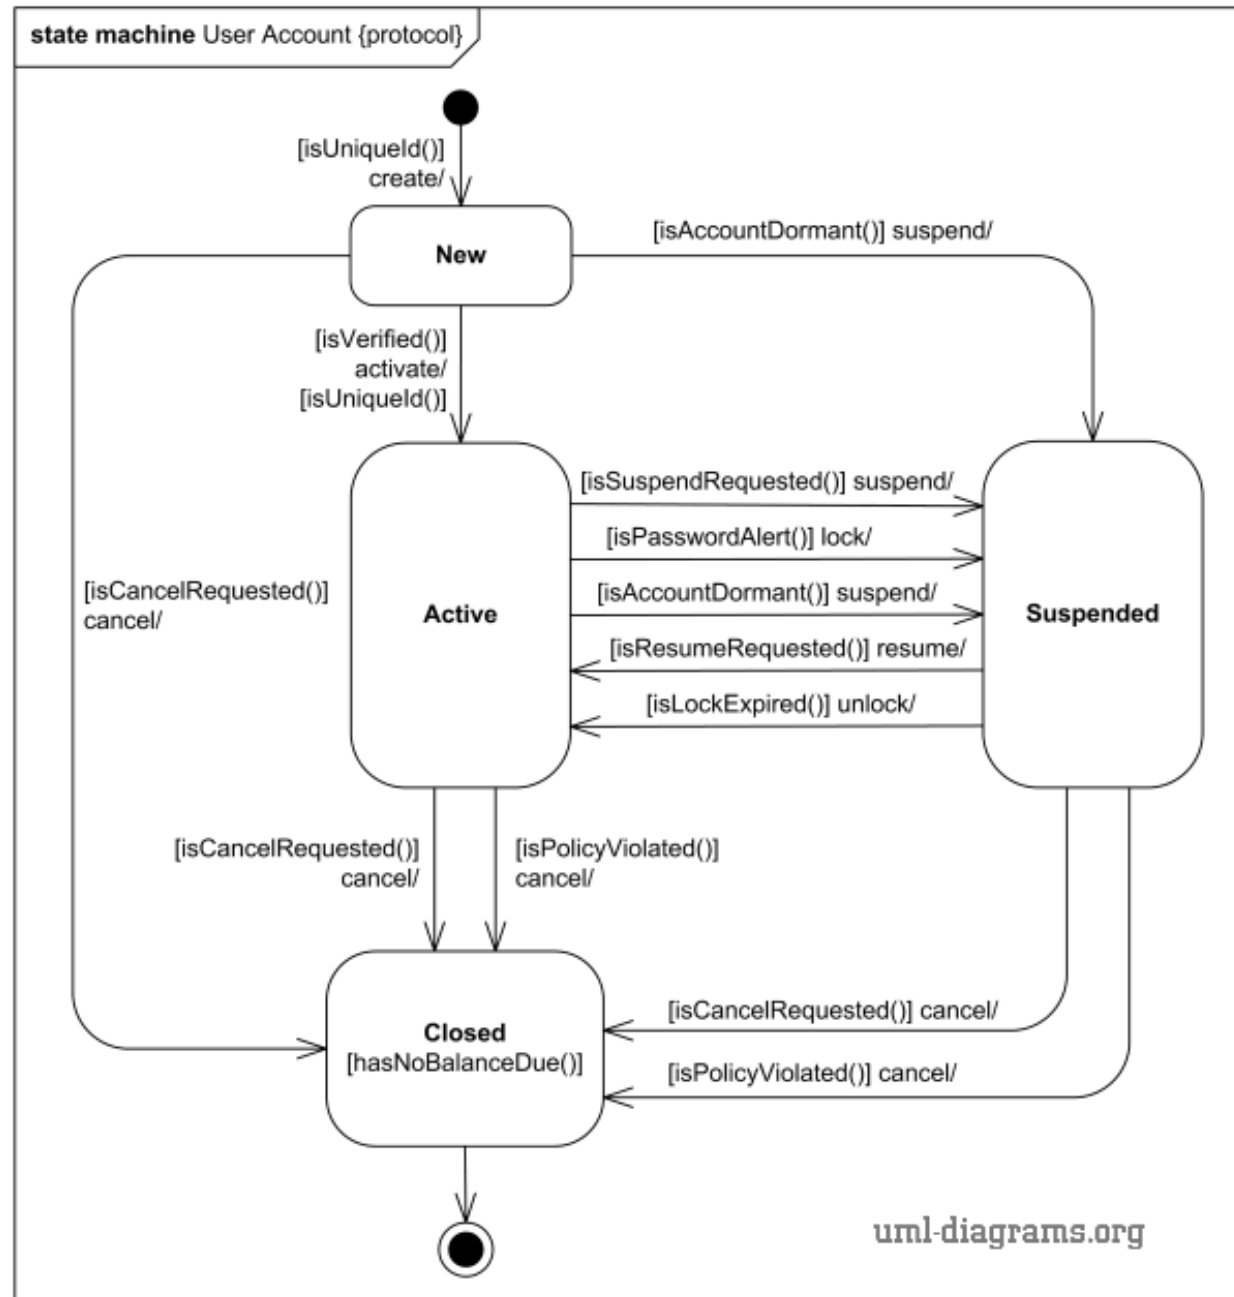 state machine User Account {protocol}
[isUniqueId()]
create/
New
[isAccountDormant()] suspend/
[isVerified()]
activate/
[isUniqueId()]
[isSuspendRequested()] suspend/
[isPasswordAlert()] lock/
[isCancelRequested()]
cancel/
[isAccountDormant()] suspend/
Active
Suspended
[isResumeRequested()] resume/
[isLockExpired()] unlock/
[isCancelRequested()]
cancel/
[isPolicyViolated()]
cancel/
Closed
[hasNoBalanceDue()]
[isCancelRequested()] cancel/
[isPolicyViolated()] cancel/
uml-diagrams.org